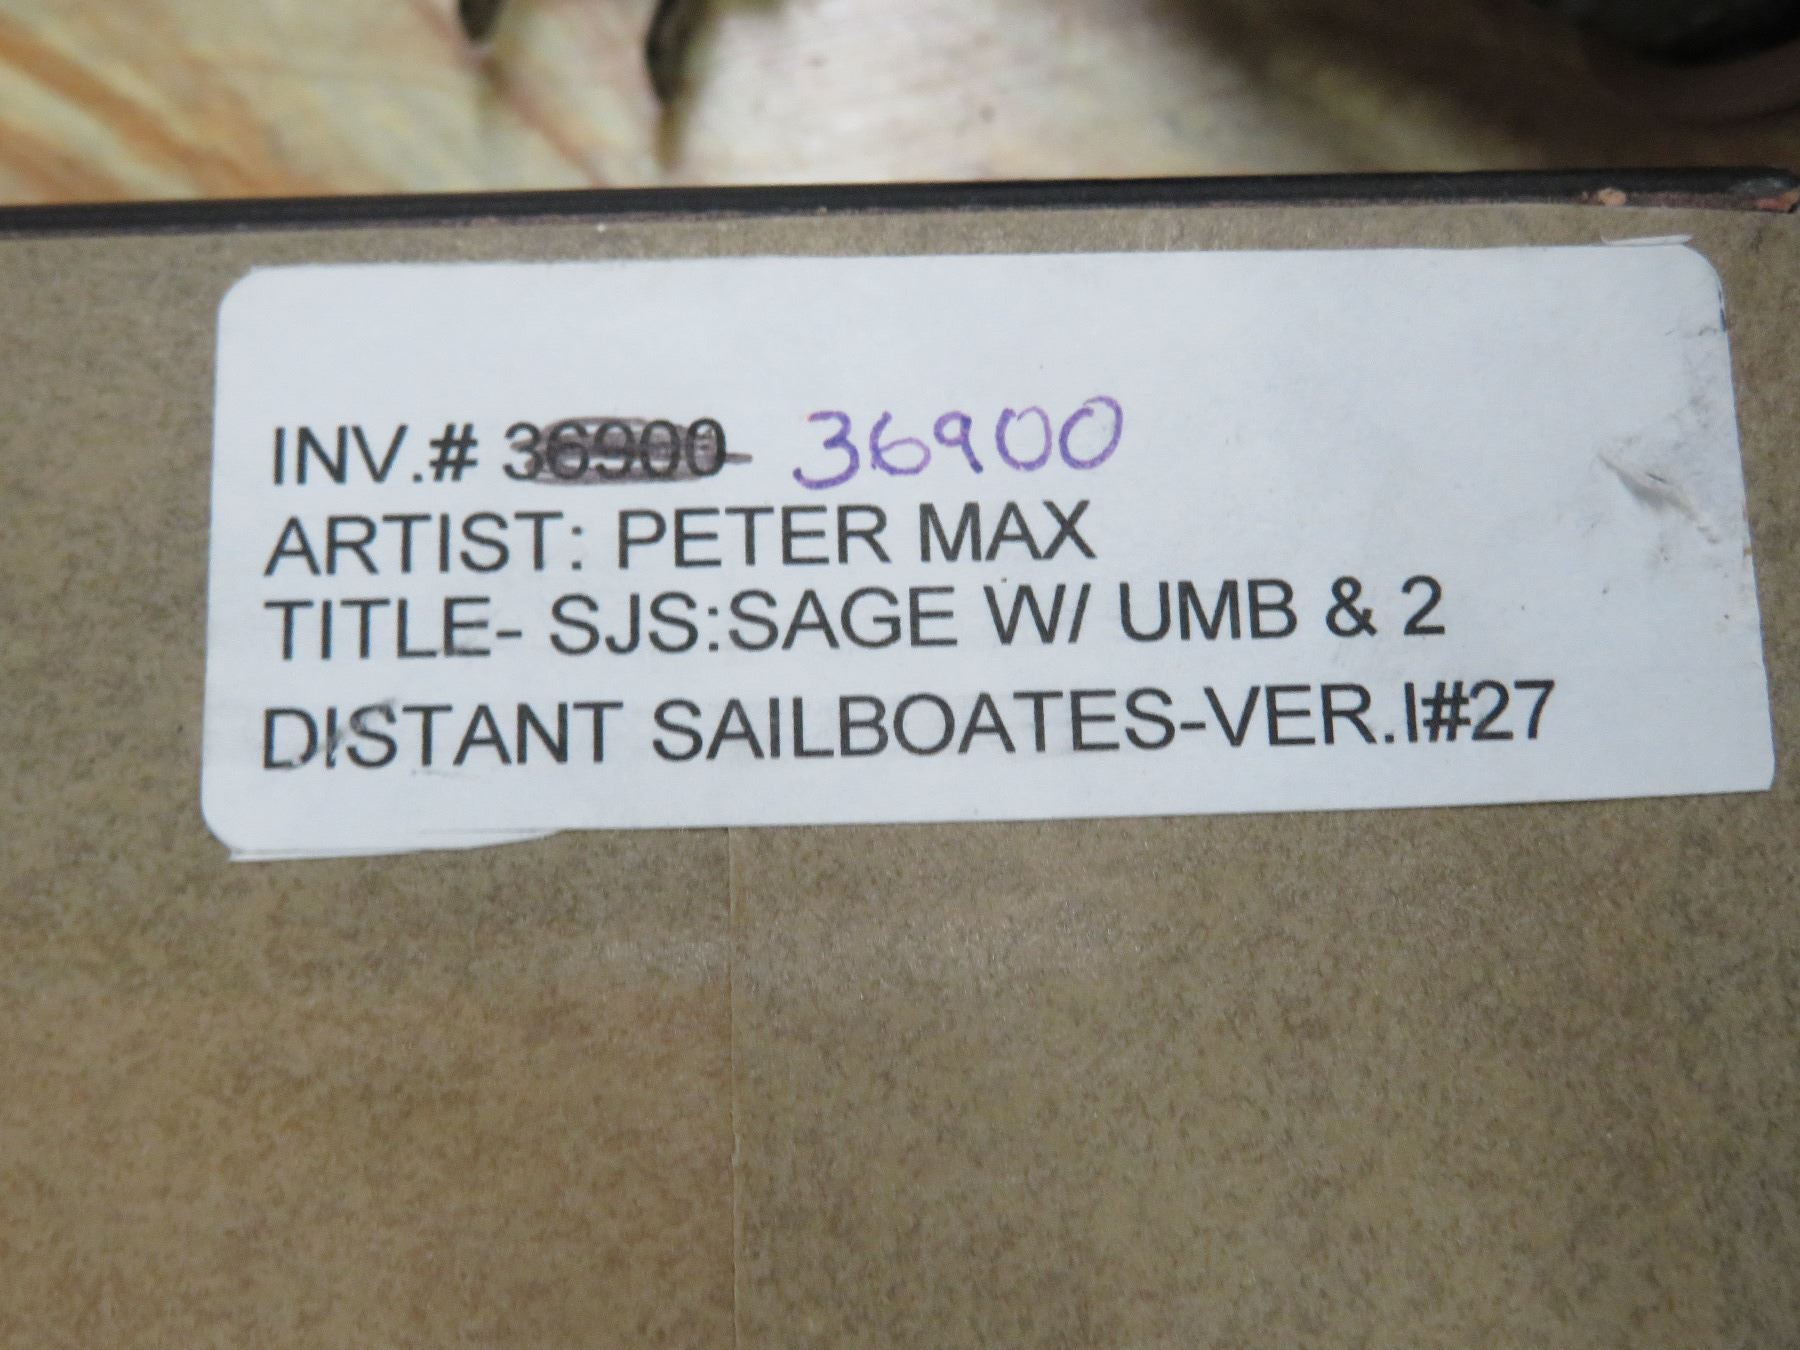 INV.# 36900 36900
ARTIST: PETER MAX
TITLE- SJS:SAGE W/ UMB & 2
DISTANT SAILBOATES-VER.I#27